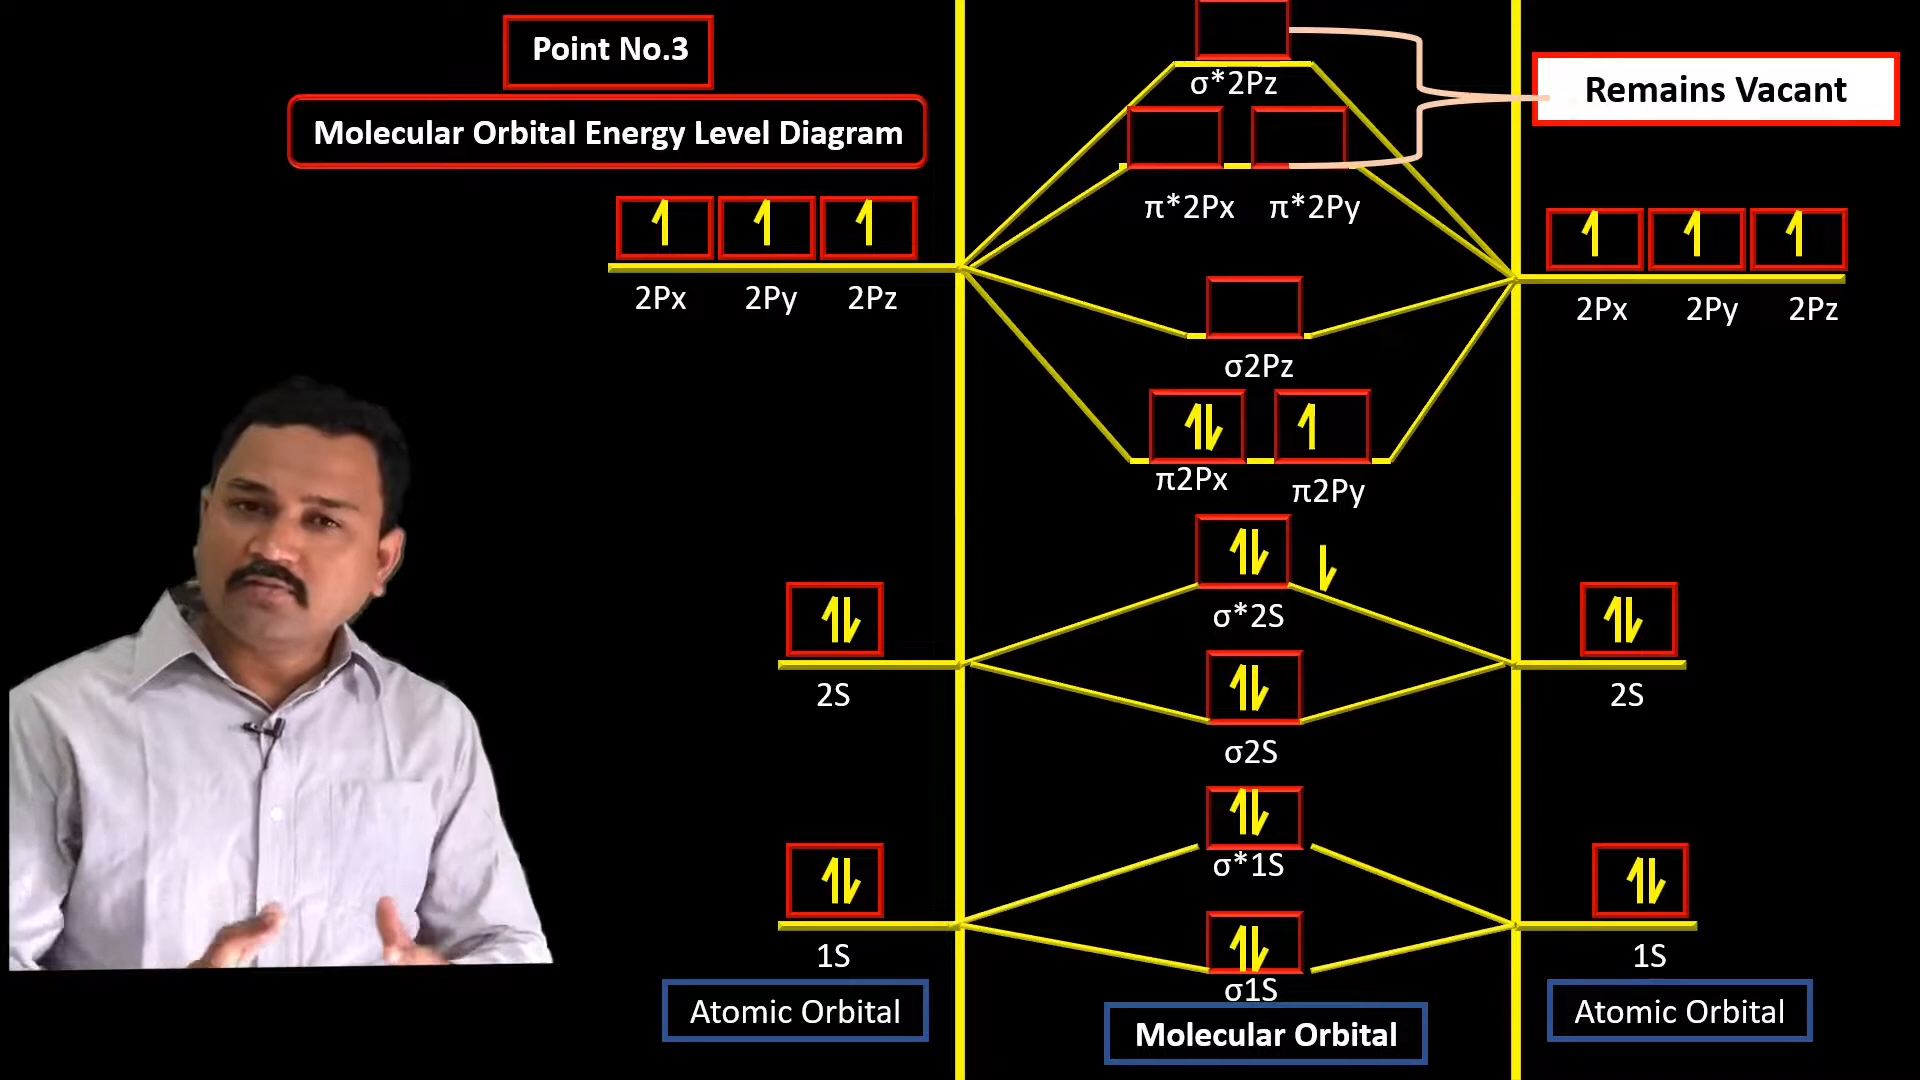 Point No.3
Molecular Orbital Energy Level Diagram
Remains Vacant
σ*2Pz
π*2Px π*2Py
2Px 2Py 2Pz
2Px 2Py 2Pz
σ2Pz
π2Px π2Py
σ*2S
2S
2S
σ2S
σ*1S
1S
1S
σ1S
Atomic Orbital
Molecular Orbital
Atomic Orbital